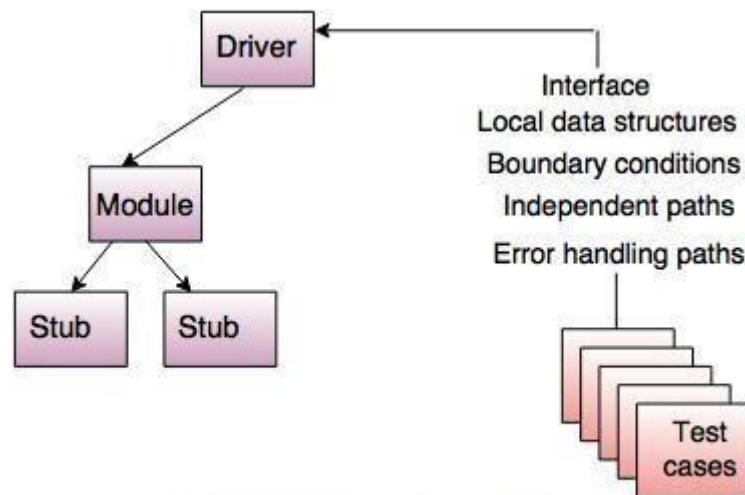 Driver
Interface
Local data structures
Boundary conditions
Module
Independent paths
Error handling paths
Stub
Stub
Test
cases